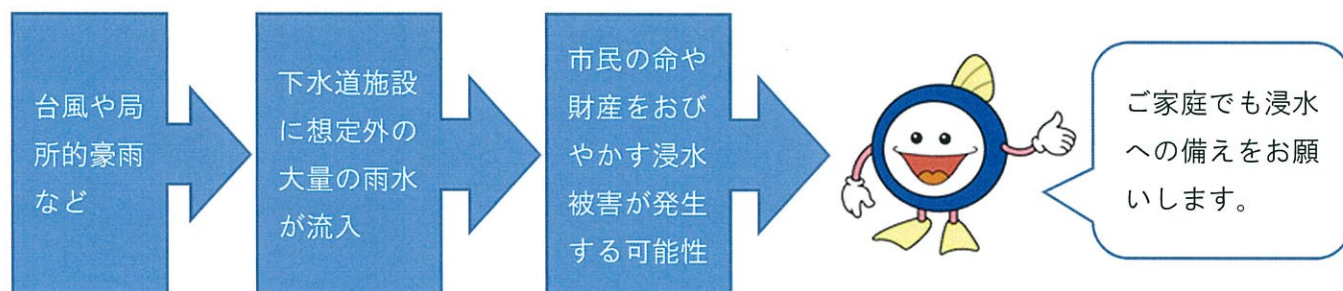 台風や局
所的豪雨
など
下水道施設
に想定外の
大量の雨水
が流入
市民の命や
財産をおび
やかす浸水
被害が発生
する可能性
ご家庭でも浸水
への備えをお願
いします。